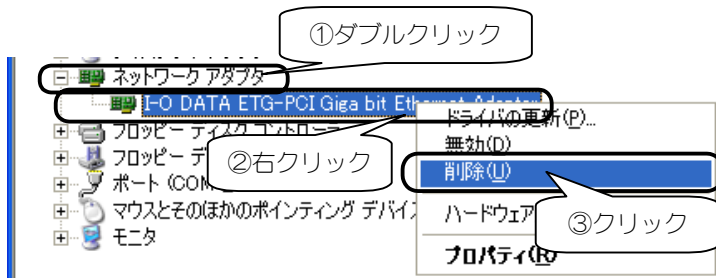 ①ダブルクリック
ネットワーク アダプタ
I-O DATA ETG-PCI Giga bit Ethernet Adapter
ドライバの更新(P)...
フロッピー ディスク コントローラ
無効(D)
②右クリック
フロッピー デ
削除(U)
ポート (COM
マウスとそのほかのポインティング デバイス
ハードウェア
③クリック
モニタ
プロパティ(R)